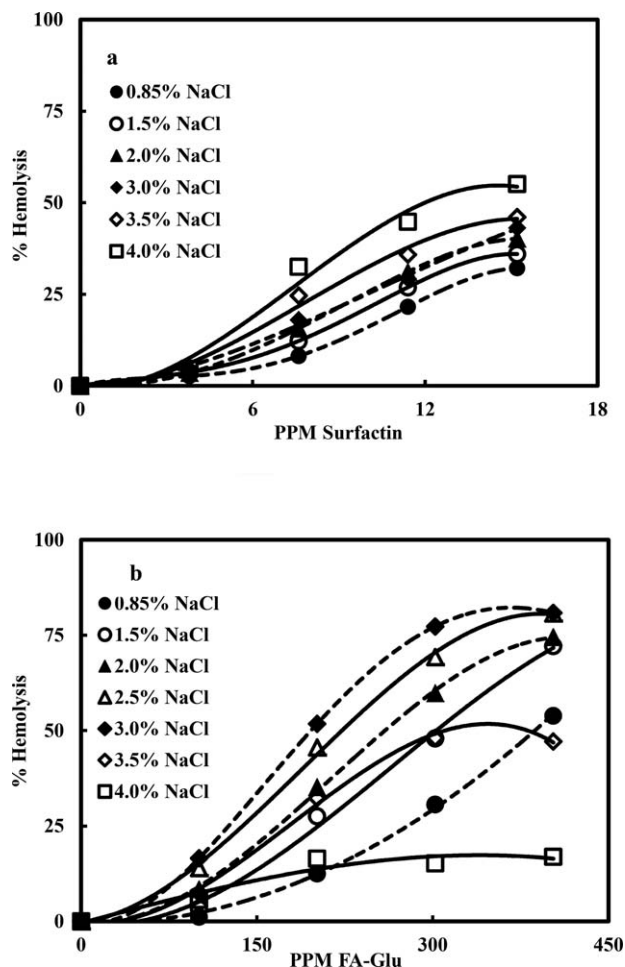 100
a
0.85% NaCl
1.5% NaCl
2.0% NaCl
3.0% NaCl
3.5% NaCl
4.0% NaCl
75
50
25
0
% Hemolysis
0 6 12 18
PPM Surfactin
100
b
0.85% NaCl
1.5% NaCl
2.0% NaCl
2.5% NaCl
3.0% NaCl
3.5% NaCl
4.0% NaCl
75
50
25
0
% Hemolysis
0 150 300 450
PPM FA-Glu